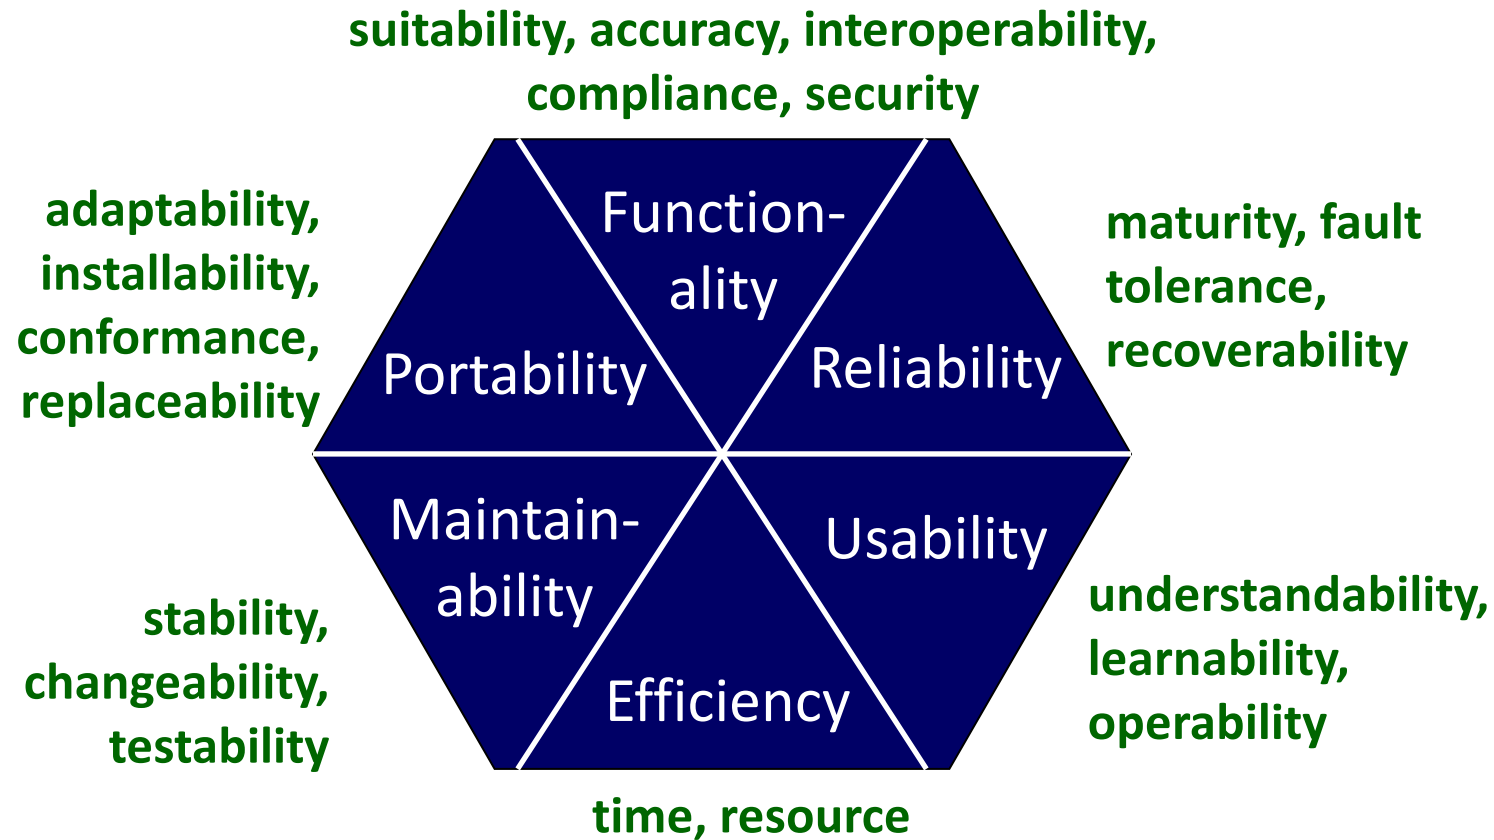 suitability, accuracy, interoperability,
compliance, security
Function-
ality
maturity, fault
tolerance,
recoverability
Reliability
understandability,
learnability,
operability
Usability
Efficiency
time, resource
Maintain-
ability
stability,
changeability,
testability
Portability
adaptability,
installability,
conformance,
replaceability